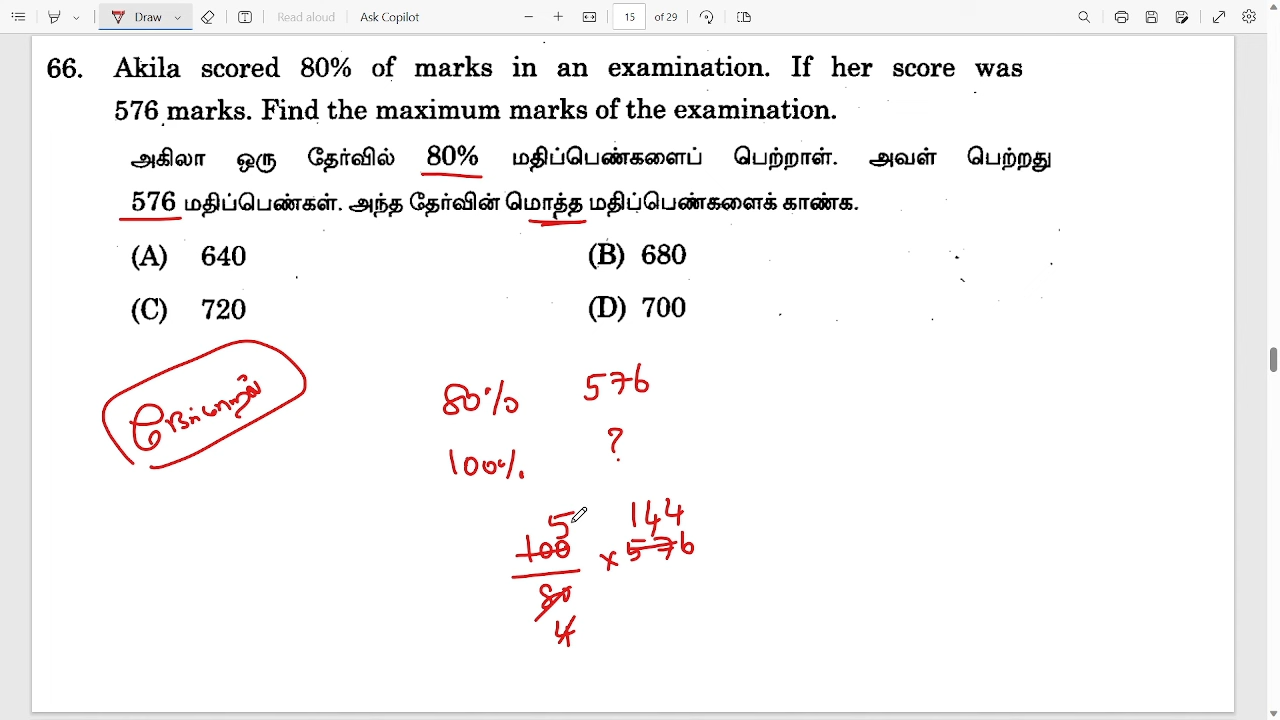 Draw
Read aloud
Ask Copilot
15 of 29
66. Akila scored 80% of marks in an examination. If her score was
576 marks. Find the maximum marks of the examination.
அகிலா ஒரு தேர்வில் 80% மதிப்பெண்களைப் பெற்றாள். அவள் பெற்றது
576 மதிப்பெண்கள். அந்த தேர்வின் மொத்த மதிப்பெண்களைக் காண்க.
(A) 640
(B) 680
(C) 720
(D) 700
நேர்மாறல்
80% 576
100% ?
5 144
100 × 576
80
4